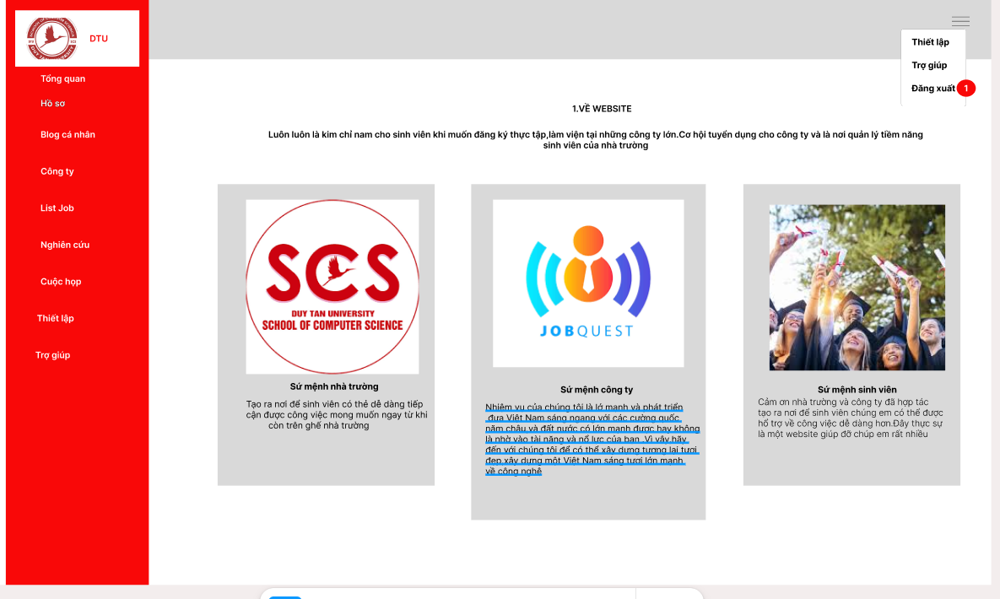 DTU
Tổng quan
Hồ sơ
Blog cá nhân
Công ty
List Job
Nghiên cứu
Cuộc họp
Thiết lập
Trợ giúp
Thiết lập
Trợ giúp
Đăng xuất
1
1.VỀ WEBSITE
Luôn luôn là kim chỉ nam cho sinh viên khi muốn đăng ký thực tập,làm viện tại những công ty lớn.Cơ hội tuyển dụng cho công ty và là nơi quản lý tiềm năng
sinh viên của nhà trường
SCS
DUY TAN UNIVERSITY
SCHOOL OF COMPUTER SCIENCE
Sứ mệnh nhà trường
Tạo ra nơi để sinh viên có thẻ dễ dàng tiếp
cận được công việc mong muốn ngay từ khi
còn trên ghế nhà trường
JOBQUEST
Sứ mệnh công ty
Nhiệm vụ của chúng tôi là lớ mạnh và phát triển
đưa Việt Nam sáng ngang với các cường quốc
năm châu và đất nước có lớn mạnh được hay không
là nhờ vào tài năng và nổ lực của bạn .Vì vậy hãy
đến với chúng tôi để có thể xây dựng tương lai tươi
đẹp xây dựng một Việt Nam sáng tươi lớn mạnh
về công nghệ
Sứ mệnh sinh viên
Cảm ơn nhà trường và công ty đã hợp tác
tạo ra nơi để sinh viên chúng em có thể được
hổ trợ về công việc dễ dàng hơn.Đây thực sự
là một website giúp đỡ chúp em rất nhiều